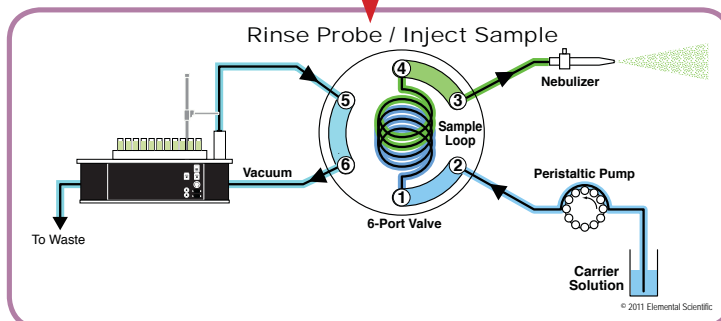 Rinse Probe / Inject Sample
4
5
3
Nebulizer
Sample
Loop
6
2
Vacuum
1
Peristaltic Pump
6-Port Valve
To Waste
Carrier
Solution
© 2011 Elemental Scientific